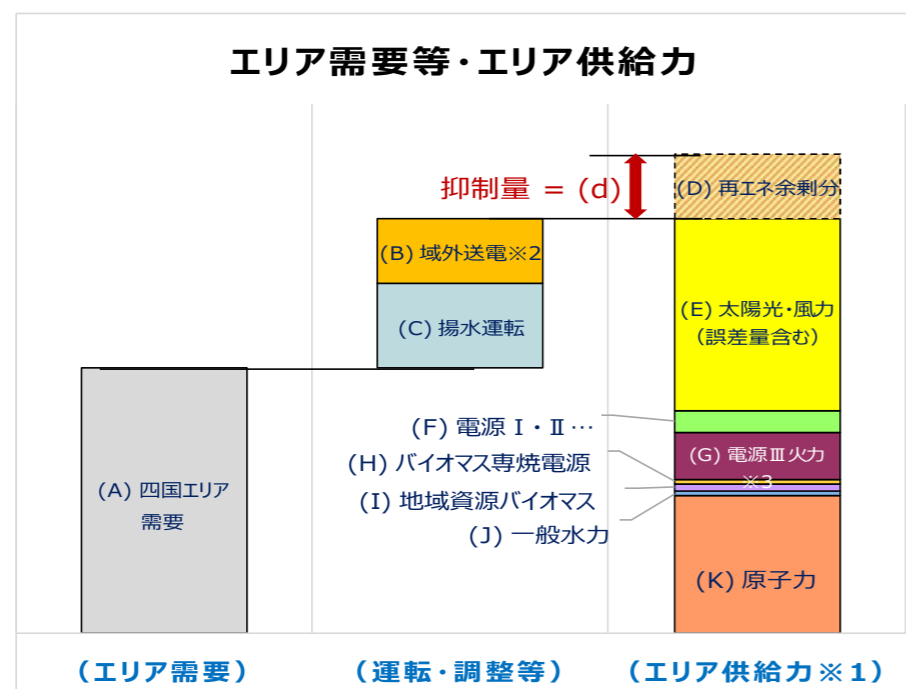 エリア需要等・エリア供給力
抑制量 = (d)
(D) 再エネ余剰分
(B) 域外送電※2
(C) 揚水運転
(E) 太陽光・風力
(誤差量含む)
(F) 電源 Ⅰ・Ⅱ…
(G) 電源Ⅲ火力
※3
(H) バイオマス専焼電源
(I) 地域資源バイオマス
(J) 一般水力
(A) 四国エリア
需要
(K) 原子力
(エリア需要)
(運転・調整等)
(エリア供給力※1)